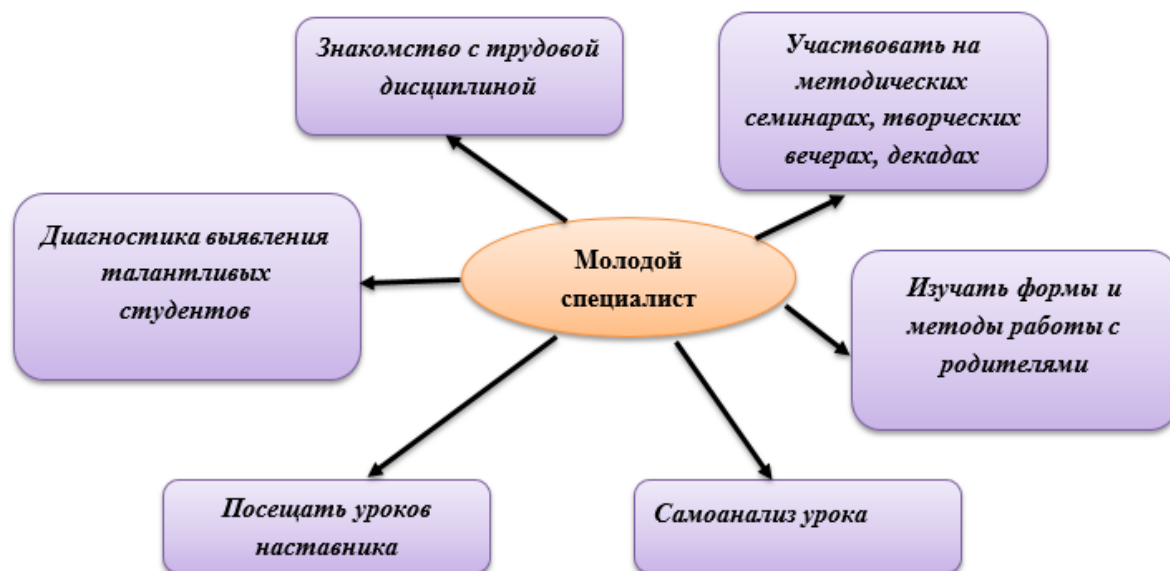 Знакомство с трудовой
дисциплиной
Участвовать на
методических
семинарах, творческих
вечерах, декадах
Диагностика выявления
талантливых
студентов
Молодой
специалист
Изучать формы и
методы работы с
родителями
Посещать уроков
наставника
Самоанализ урока